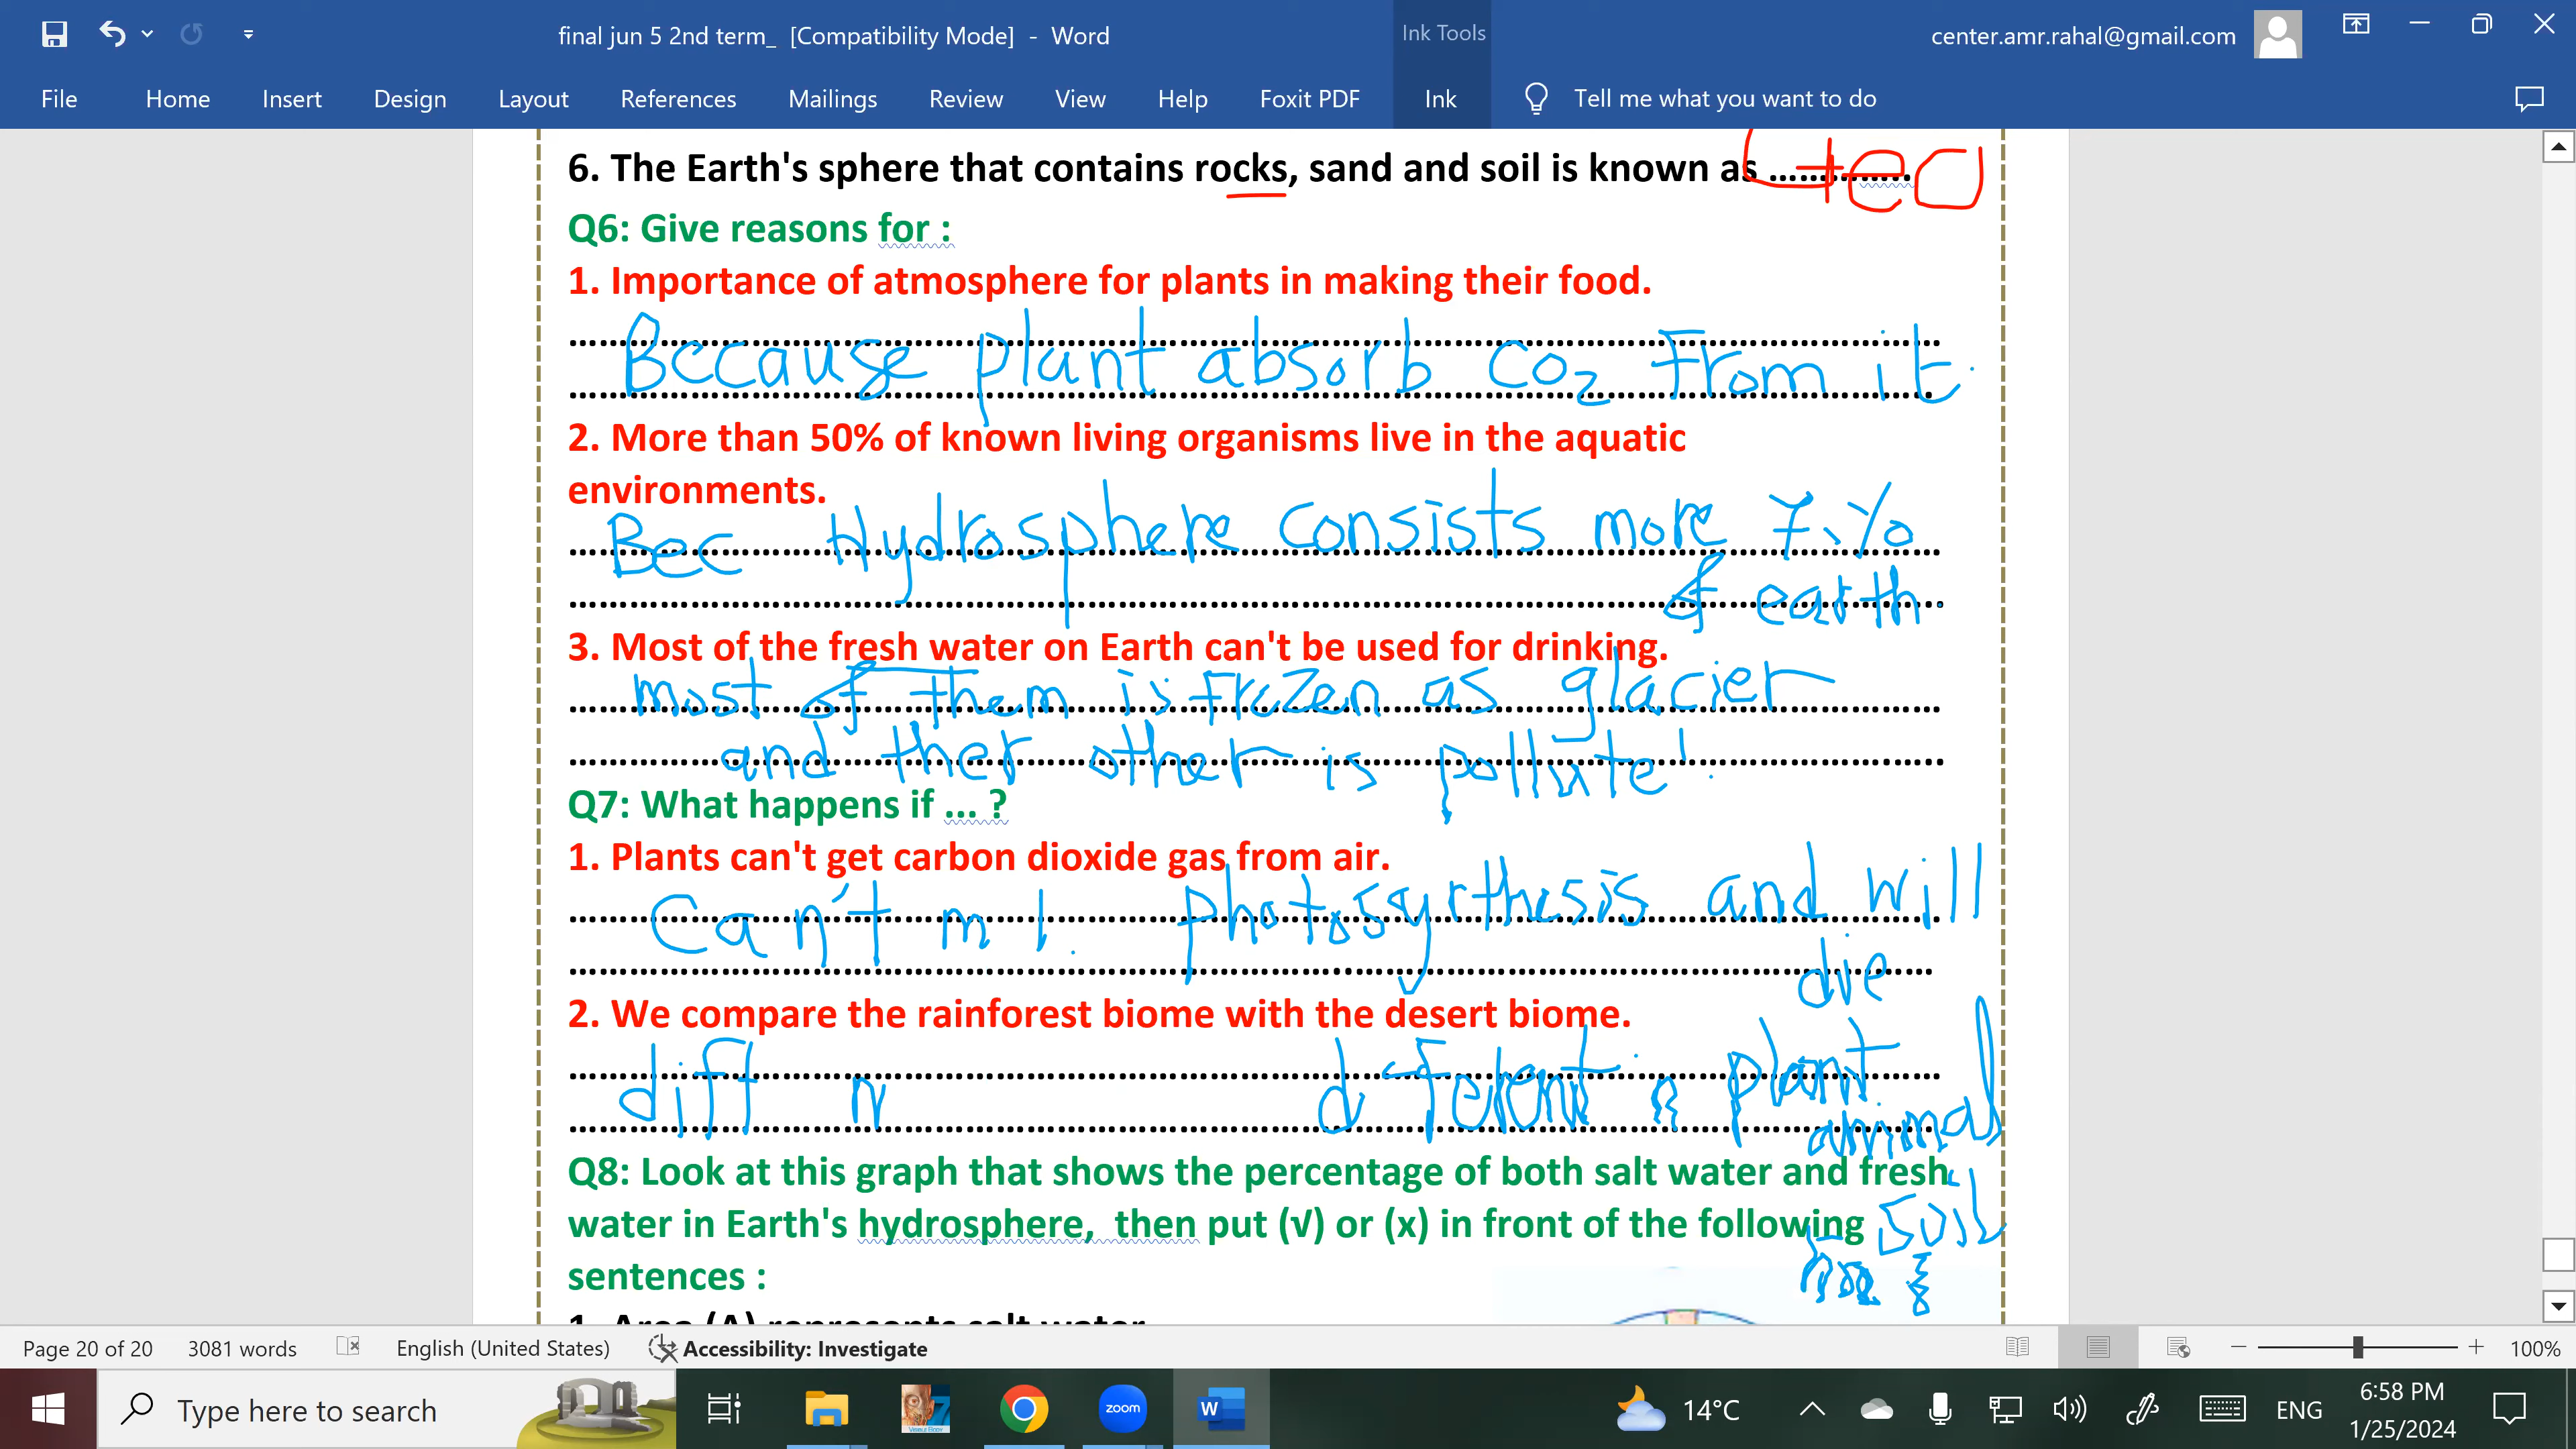 final jun 5 2nd term_ [Compatibility Mode] - Word
Ink Tools
center.amr.rahal@gmail.com
File Home Insert Design Layout References Mailings Review View Help Foxit PDF Ink Tell me what you want to do
6. The Earth's sphere that contains rocks, sand and soil is known as ................
Q6: Give reasons for :
1. Importance of atmosphere for plants in making their food.
Because plant absorb CO2 From it.
2. More than 50% of known living organisms live in the aquatic
environments.
Bec Hydrosphere consists more 7.%
of earth.
3. Most of the fresh water on Earth can't be used for drinking.
most of them is Frozen as glacier
and ther other is pollute
Q7: What happens if ... ?
1. Plants can't get carbon dioxide gas from air.
Can't m photosynthesis and will
die
2. We compare the rainforest biome with the desert biome.
diff plant
animal
Soil
Q8: Look at this graph that shows the percentage of both salt water and fresh
water in Earth's hydrosphere, then put (√) or (x) in front of the following
sentences :
1. Area (A) represents salt water
Page 20 of 20 3081 words English (United States) Accessibility: Investigate 100%
Type here to search
zoom
14°C ENG 6:58 PM
1/25/2024